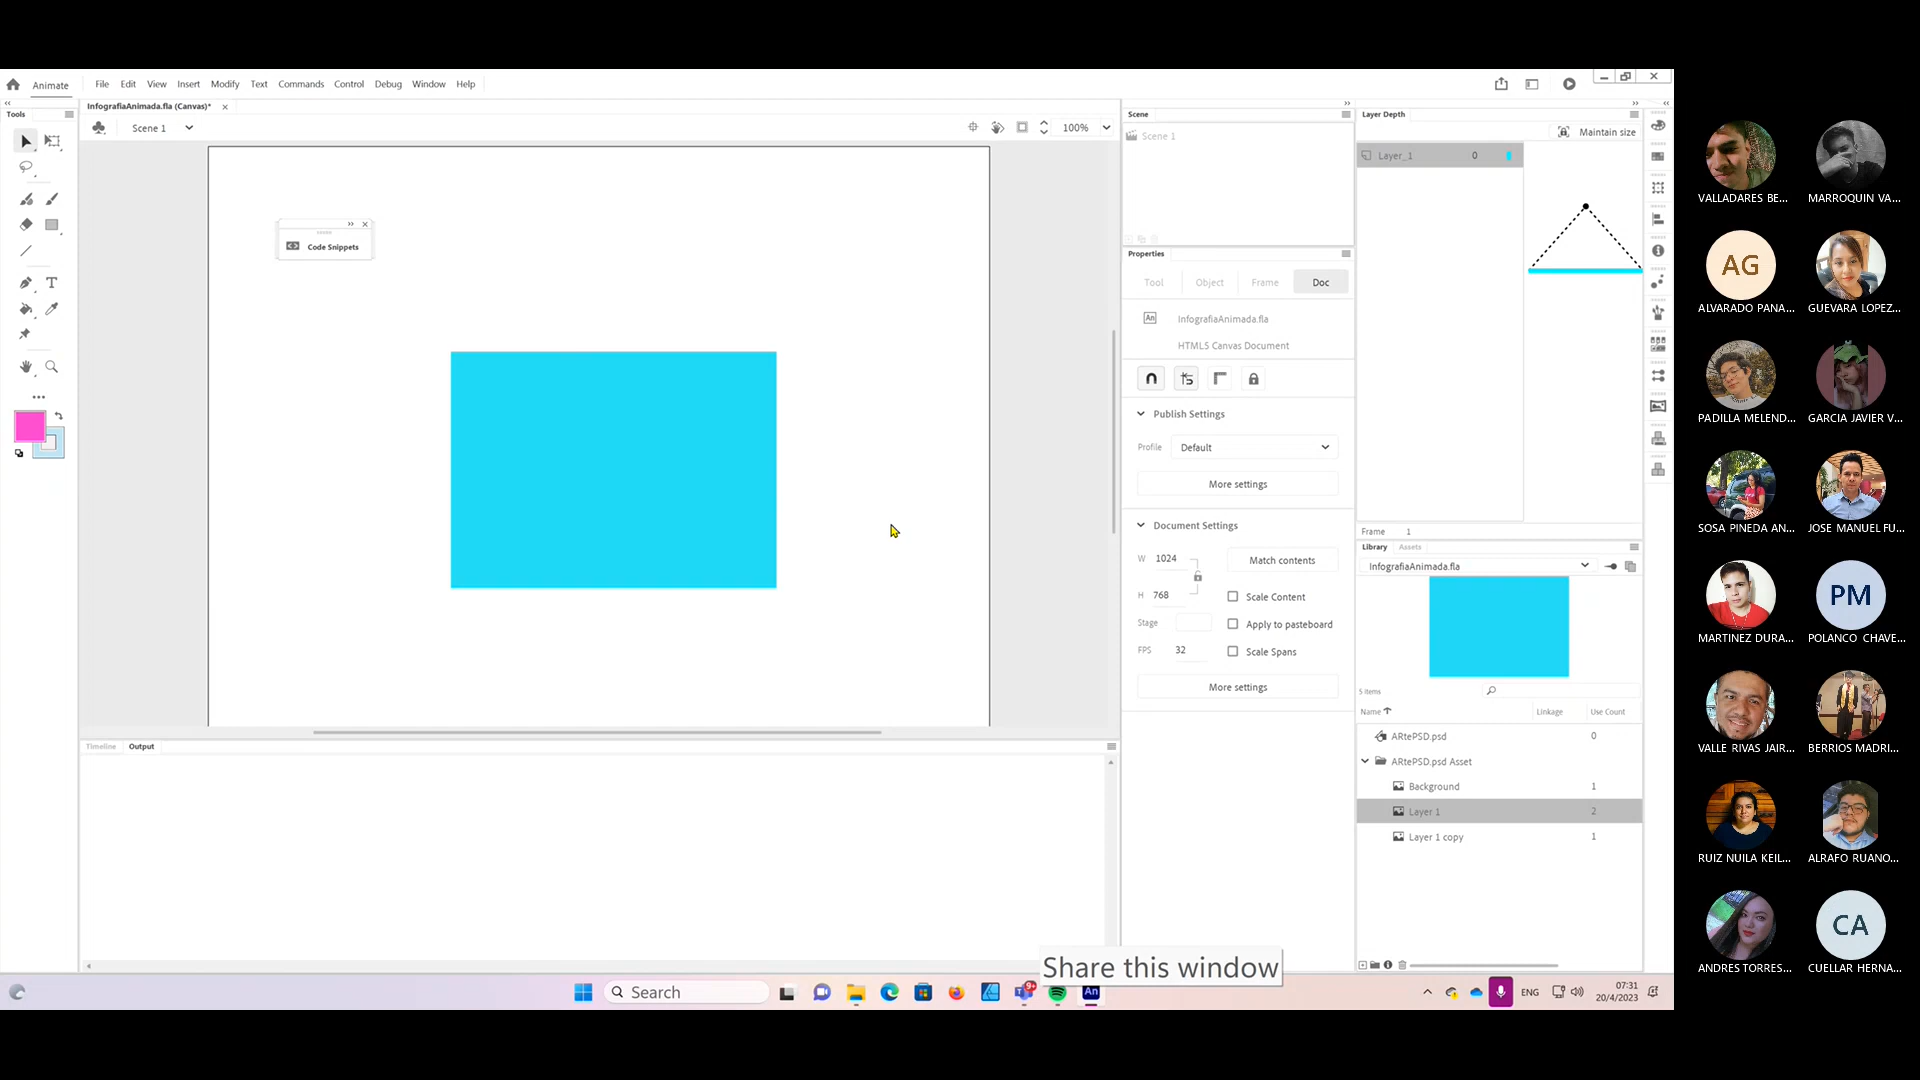 Animate
File Edit View Insert Modify Text Commands Control Debug Window Help
InfografiaAnimada.fla (Canvas)*
Tools
Scene 1
100%
Code Snippets
Timeline Output
Scene
Scene 1
Properties
Tool Object Frame Doc
An InfografiaAnimada.fla
HTML5 Canvas Document
Publish Settings
Profile Default
More settings
Document Settings
W 1024 Match contents
H 768 Scale Content
Stage Apply to pasteboard
FPS 32 Scale Spans
More settings
Layer Depth
Maintain size
Layer_1 0
Frame 1
Library Assets
InfografiaAnimada.fla
5 items
Name Linkage Use Count
ARtePSD.psd 0
ARtePSD.psd Asset
Background 1
Layer 1 2
Layer 1 copy 1
Share this window
Search
9+
An
ENG
07:31
20/4/2023
VALLADARES BE... MARROQUIN VA...
AG
ALVARADO PANA... GUEVARA LOPEZ...
PADILLA MELEND... GARCIA JAVIER V...
SOSA PINEDA AN... JOSE MANUEL FU...
PM
MARTINEZ DURA... POLANCO CHAVE...
VALLE RIVAS JAIR... BERRIOS MADRI...
RUIZ NUILA KEIL... ALRAFO RUANO...
CA
ANDRES TORRES... CUELLAR HERNA...